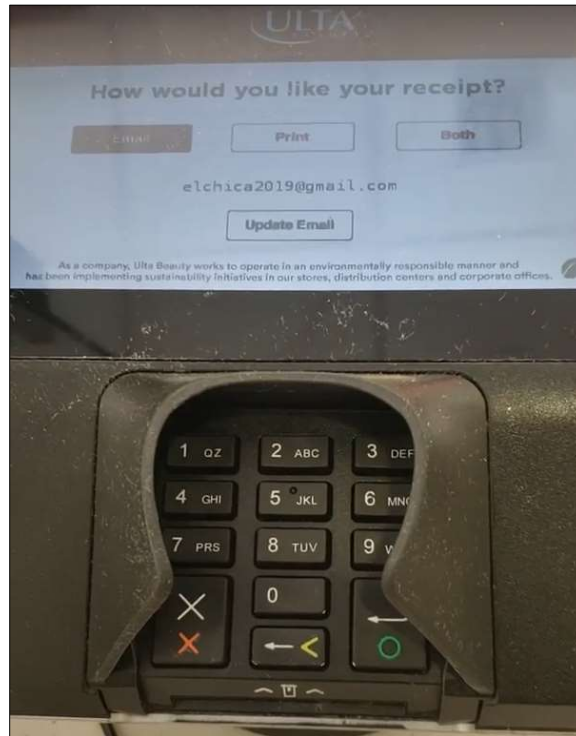 ULTA
How would you like your receipt?
Email Print Both
elchica2019@gmail.com
Update Email
As a company, Ulta Beauty works to operate in an environmentally responsible manner and
has been implementing sustainability initiatives in our stores, distribution centers and corporate offices.
1 QZ 2 ABC 3 DEF
4 GHI 5 JKL 6 MNO
7 PRS 8 TUV 9 W
0